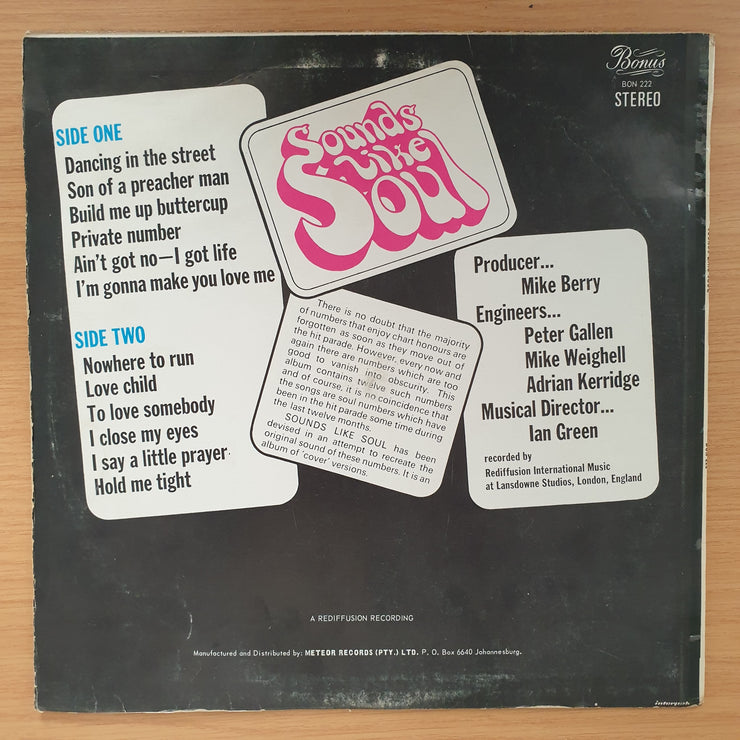 Bonus
BON 222
STEREO
Sounds
Like
Soul
SIDE ONE
Dancing in the street
Son of a preacher man
Build me up buttercup
Private number
Ain't got no—I got life
I'm gonna make you love me
SIDE TWO
Nowhere to run
Love child
To love somebody
I close my eyes
I say a little prayer
Hold me tight
There is no doubt that the majority
of numbers that enjoy chart honours are
forgotten as soon as they move out of
the hit parade. However, every now and
again there are numbers which are too
good to vanish into obscurity. This
album contains twelve such numbers
and of course, it is no coincidence that
the songs are soul numbers which have
been in the hit parade some time during
the last twelve months.
SOUNDS LIKE SOUL has been
devised in an attempt to recreate the
original sound of these numbers. It is an
album of 'cover' versions.
Producer...
Mike Berry
Engineers...
Peter Gallen
Mike Weighell
Adrian Kerridge
Musical Director...
Ian Green
recorded by
Rediffusion International Music
at Lansdowne Studios, London, England
A REDIFFUSION RECORDING
Manufactured and Distributed by: METEOR RECORDS (PTY.) LTD. P. O. Box 6640 Johannesburg.